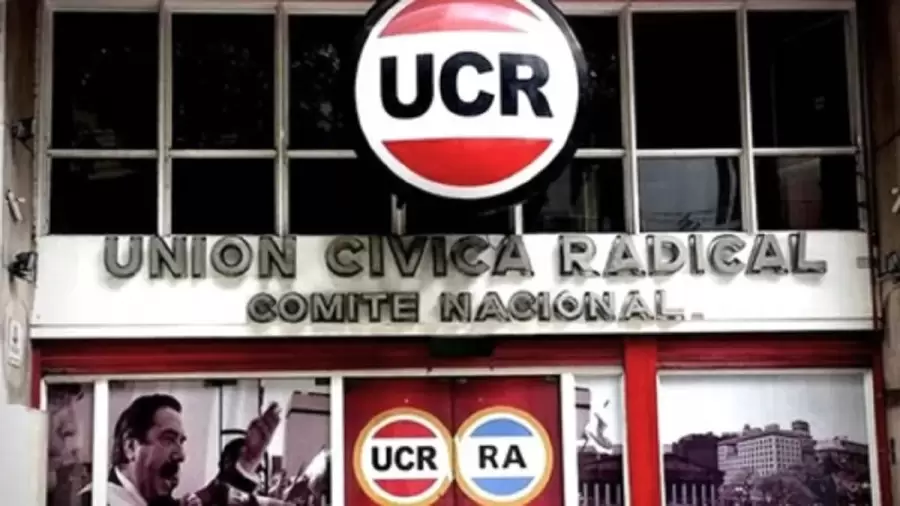 UCR
UNION CIVICA RADICAL
COMITE NACIONAL
UCR
RA